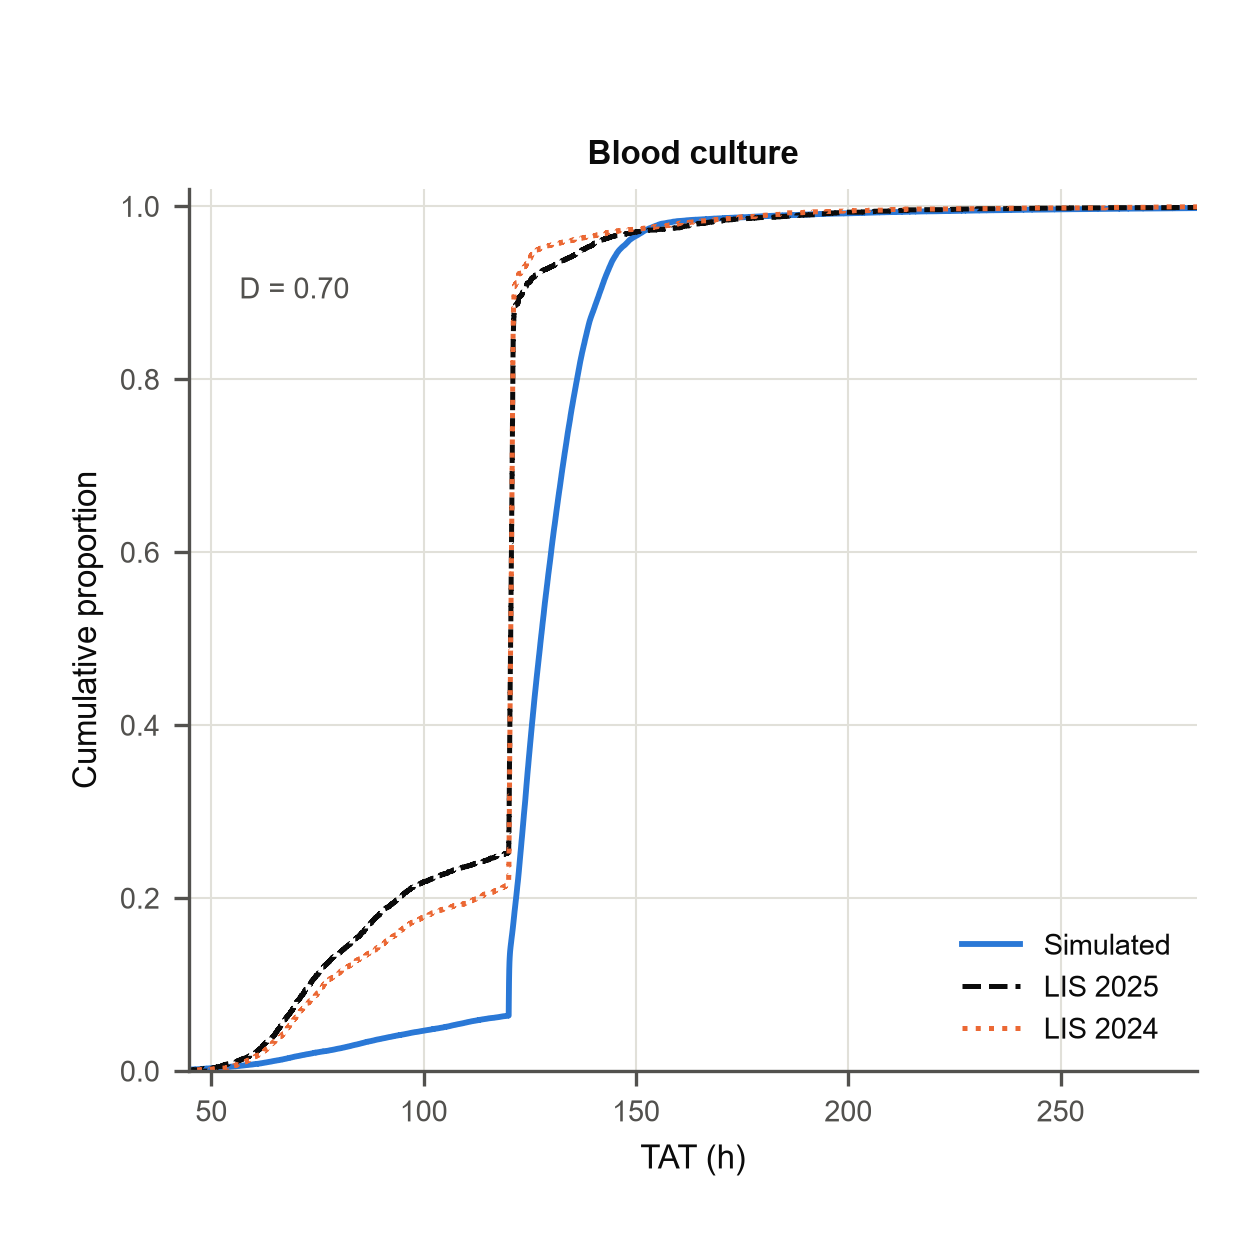 Blood culture
D = 0.70
Cumulative proportion
1.0
0.8
0.6
0.4
0.2
0.0
50 100 150 200 250
TAT (h)
Simulated
LIS 2025
LIS 2024